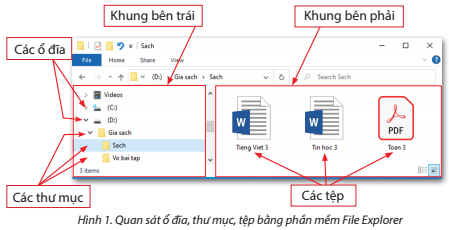 Khung bên trái
Khung bên phải
Các ổ đĩa
Sach
File Home Share View
(D:) Gia sach Sach
Search Sach
Videos
(C:)
(D:)
Gia sach
Sach
Vo bai tap
3 items
Tieng Viet 3
Tin hoc 3
PDF
Toan 3
Các thư mục
Các tệp
Hình 1. Quan sát ổ đĩa, thư mục, tệp bằng phần mềm File Explorer